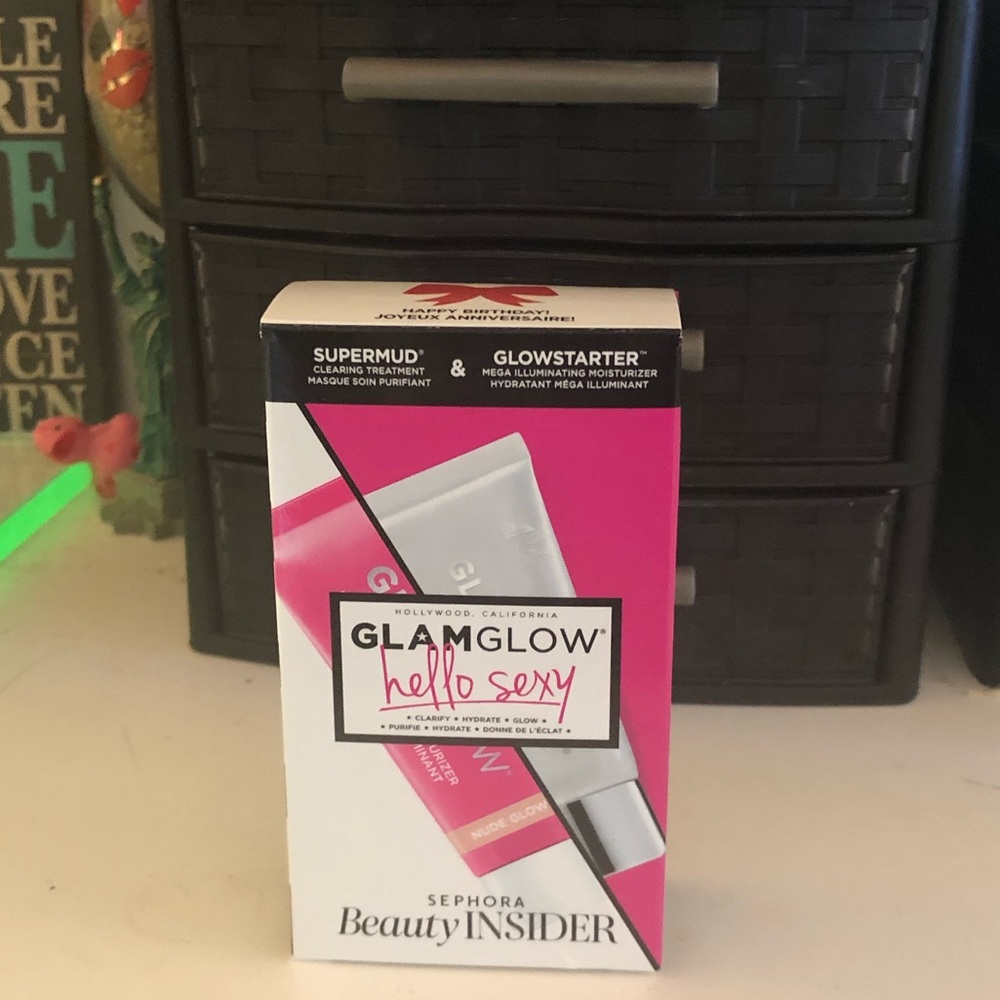 HAPPY BIRTHDAY!
JOYEUX ANNIVERSAIRE!
SUPERMUD®
CLEARING TREATMENT
MASQUE SOIN PURIFIANT
&
GLOWSTARTER™
MEGA ILLUMINATING MOISTURIZER
HYDRATANT MÉGA ILLUMINANT
HOLLYWOOD, CALIFORNIA
GLAMGLOW®
hello sexy
★ CLARIFY ★ HYDRATE ★ GLOW ★
★ PURIFIE ★ HYDRATE ★ DONNE DE L'ÉCLAT ★
NUDE GLOW
SEPHORA
Beauty INSIDER